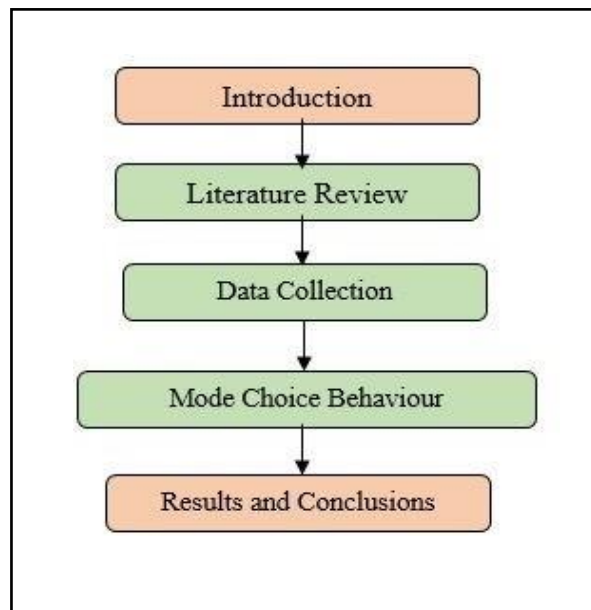 Introduction
Literature Review
Data Collection
Mode Choice Behaviour
Results and Conclusions